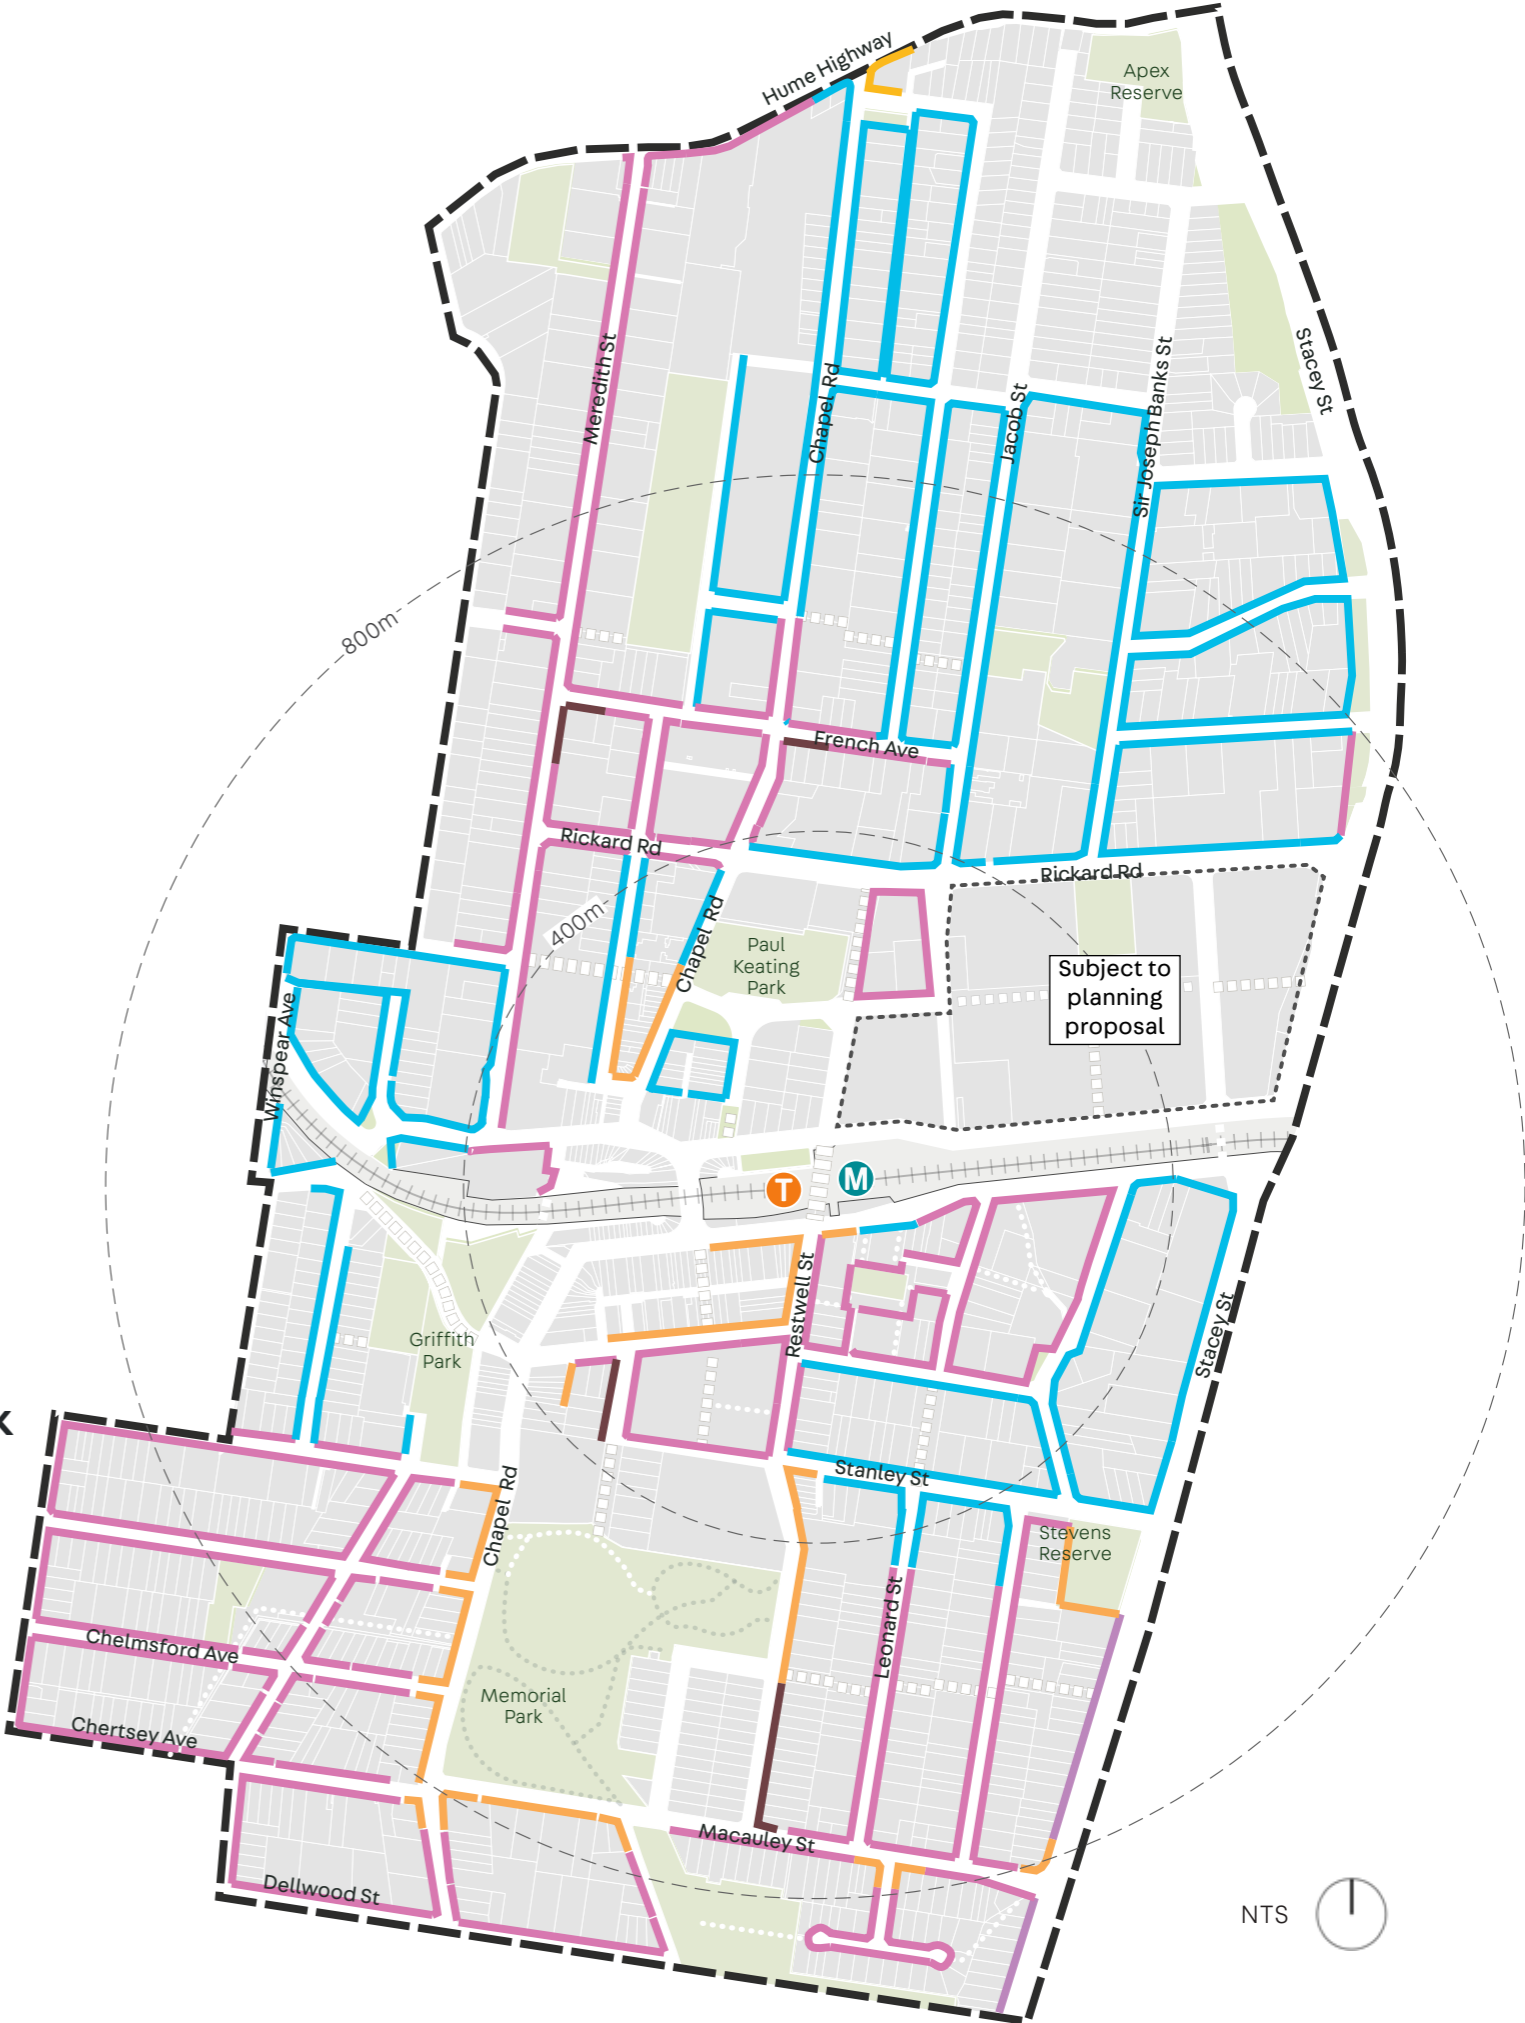 Hume Highway
Apex
Reserve
Meredith St
Chapel Rd
Jacob St
Sir Joseph Banks St
Stacey St
800m
French Ave
Rickard Rd
Rickard Rd
400m
Chapel Rd
Paul
Keating
Park
Subject to
planning
proposal
Winspear Ave
T
M
Restwell St
Griffith
Park
Stacey St
K
Stanley St
Chapel Rd
Stevens
Reserve
Leonard St
Chelmsford Ave
Memorial
Park
Chertsey Ave
Macauley St
Dellwood St
NTS